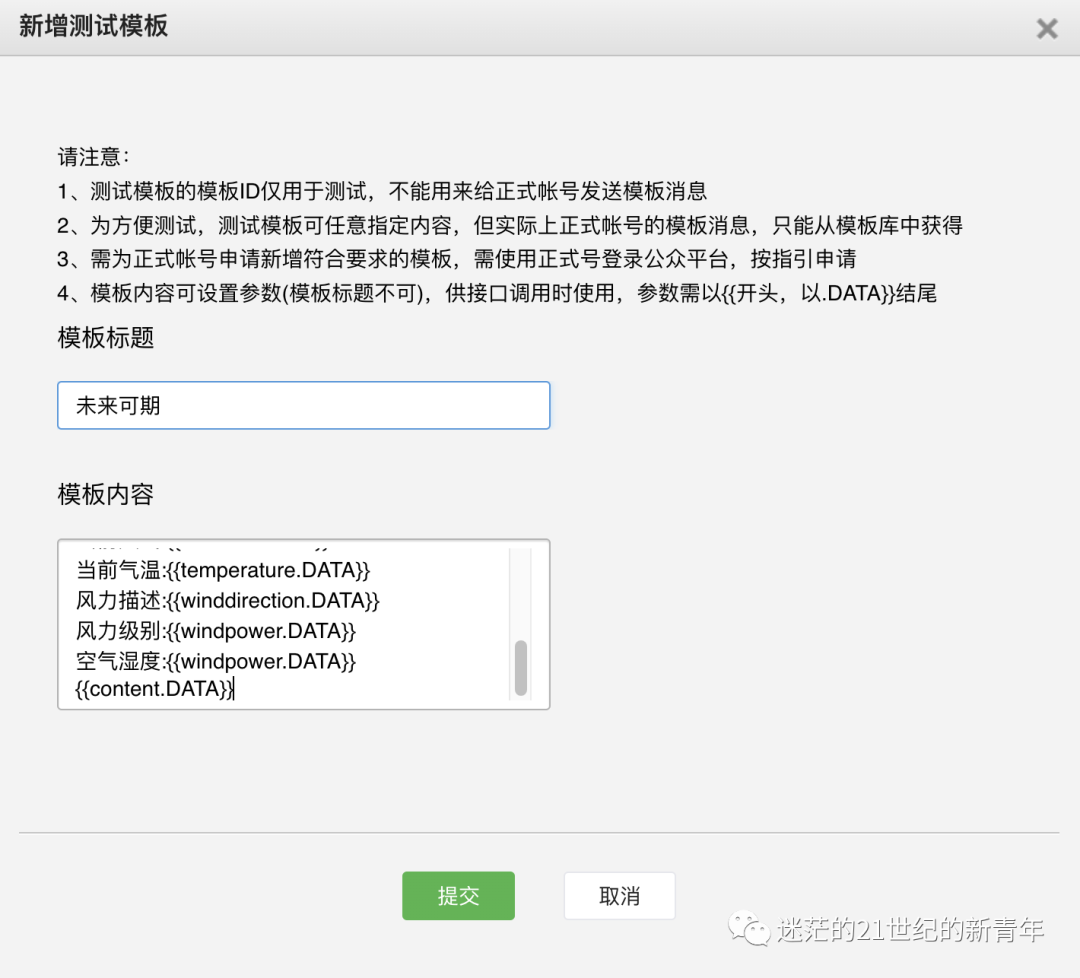 新增测试模板
请注意：
1、测试模板的模板ID仅用于测试，不能用来给正式帐号发送模板消息
2、为方便测试，测试模板可任意指定内容，但实际上正式帐号的模板消息，只能从模板库中获得
3、需为正式帐号申请新增符合要求的模板，需使用正式号登录公众平台，按指引申请
4、模板内容可设置参数(模板标题不可)，供接口调用时使用，参数需以{{开头，以.DATA}}结尾
模板标题
未来可期
模板内容
当前气温:{{temperature.DATA}}
风力描述:{{winddirection.DATA}}
风力级别:{{windpower.DATA}}
空气湿度:{{windpower.DATA}}
{{content.DATA}}
提交
取消
迷茫的21世纪的新青年